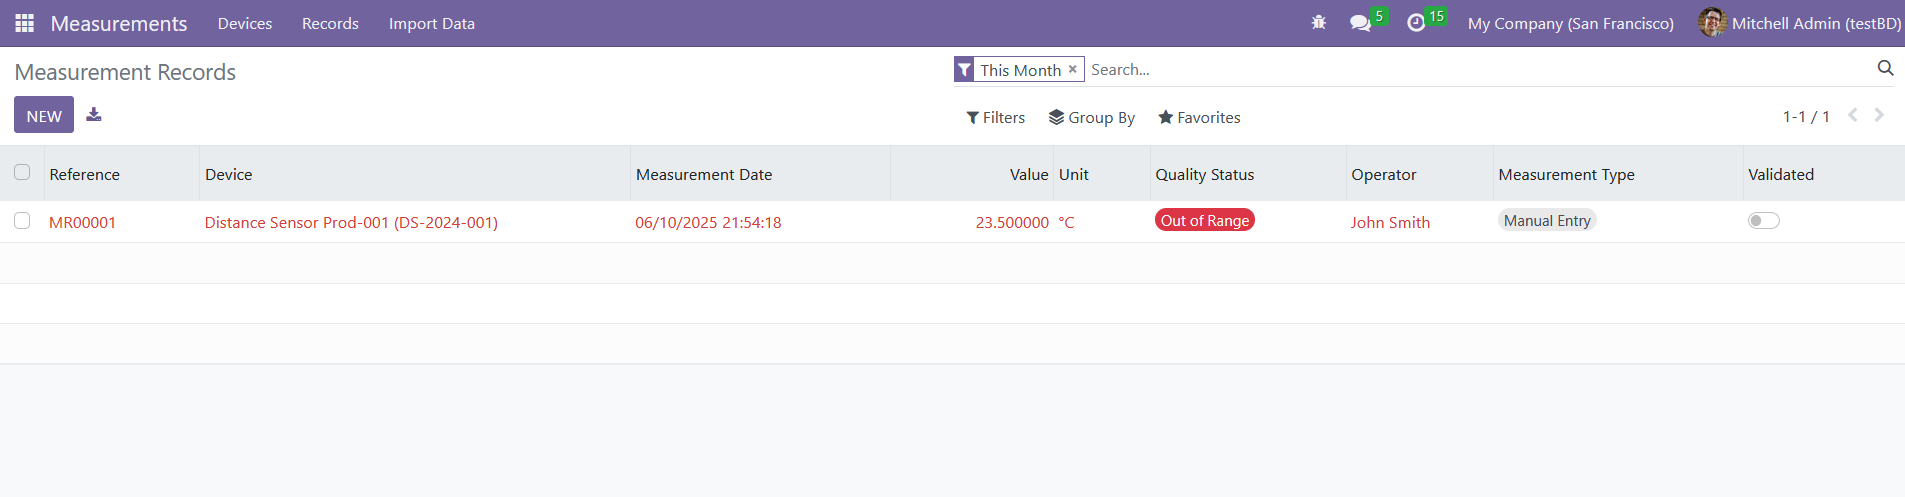 Measurements Devices Records Import Data 5 15 My Company (San Francisco) Mitchell Admin (testBD)
Measurement Records This Month × Search...
NEW Filters Group By Favorites 1-1 / 1
Reference Device Measurement Date Value Unit Quality Status Operator Measurement Type Validated
MR00001 Distance Sensor Prod-001 (DS-2024-001) 06/10/2025 21:54:18 23.500000 °C Out of Range John Smith Manual Entry